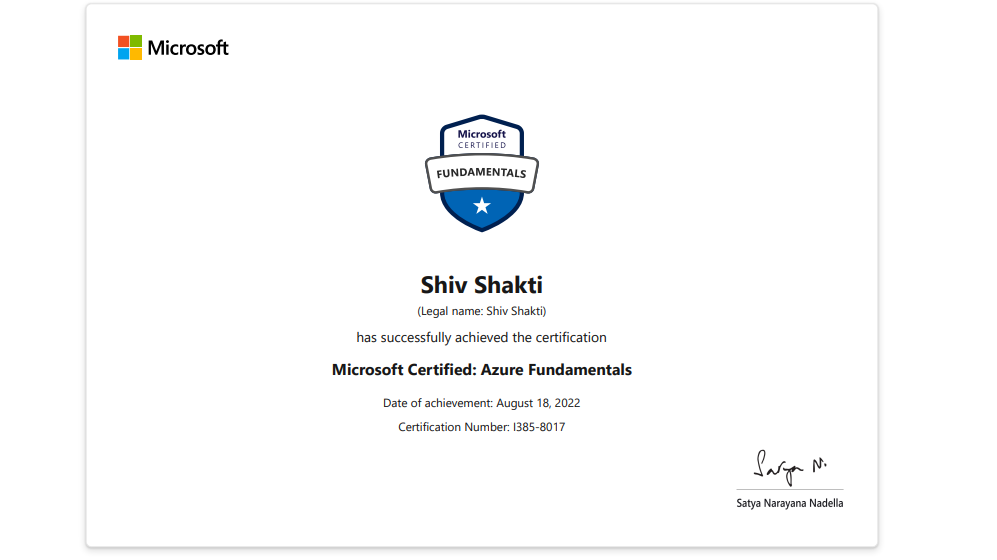 Microsoft
Microsoft
CERTIFIED
FUNDAMENTALS
Shiv Shakti
(Legal name: Shiv Shakti)
has successfully achieved the certification
Microsoft Certified: Azure Fundamentals
Date of achievement: August 18, 2022
Certification Number: I385-8017
Satya N.
Satya Narayana Nadella